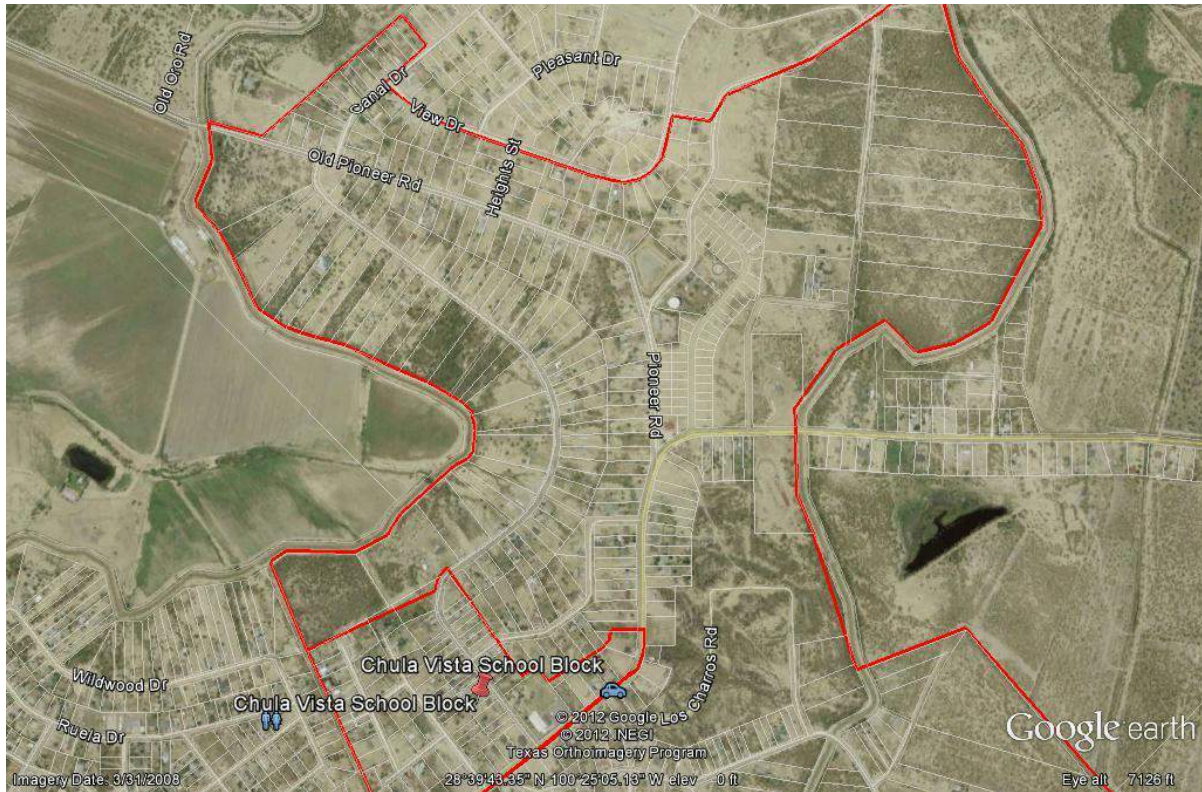 Old Oro Rd
Pleasant Dr
Canal Dr
View Dr
Old Pioneer Rd
Heights St
Pioneer Rd
Chula Vista School Block
Chula Vista School Block
Wildwood Dr
Rueja Dr
Los Charros Rd
© 2012 Google
© 2012 INEGI
Texas Orthoimagery Program
Google earth
Imagery Date: 3/31/2008
28°39'43.35" N 100°25'05.13" W elev 0 ft
Eye alt 7126 ft